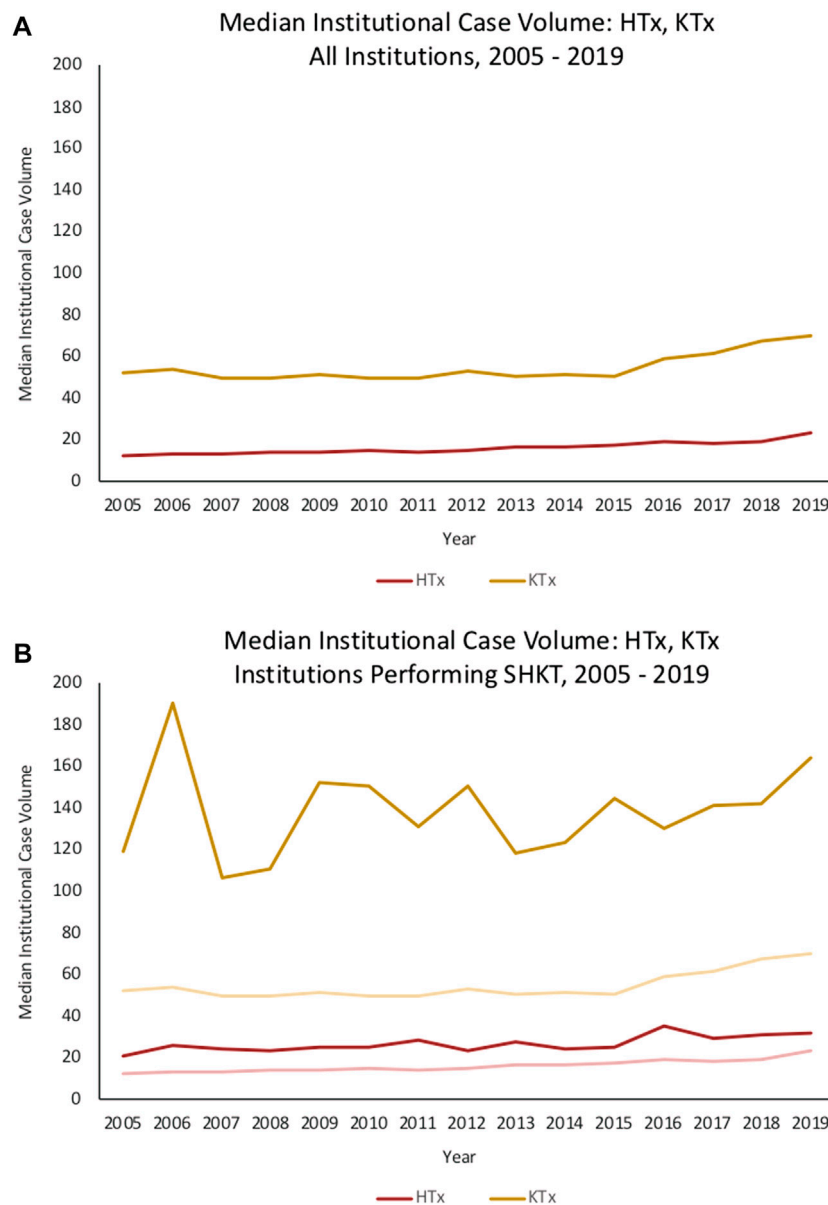 A
Median Institutional Case Volume: HTx, KTx
All Institutions, 2005 - 2019
Median Institutional Case Volume
200
180
160
140
120
100
80
60
40
20
0
2005 2006 2007 2008 2009 2010 2011 2012 2013 2014 2015 2016 2017 2018 2019
Year
HTx KTx
B
Median Institutional Case Volume: HTx, KTx
Institutions Performing SHKT, 2005 - 2019
Median Institutional Case Volume
200
180
160
140
120
100
80
60
40
20
0
2005 2006 2007 2008 2009 2010 2011 2012 2013 2014 2015 2016 2017 2018 2019
Year
HTx KTx